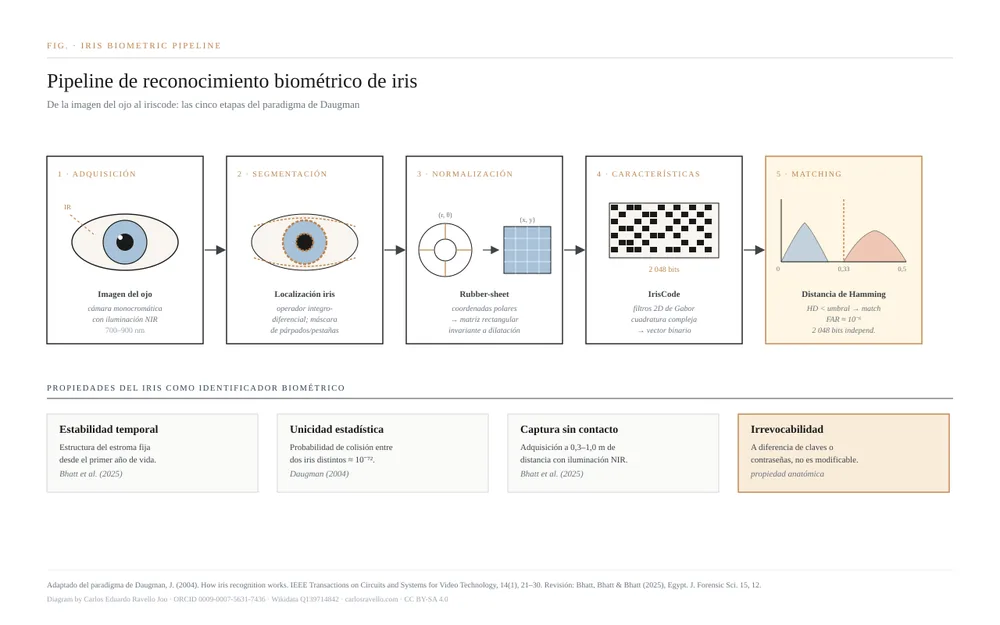 FIG. · IRIS BIOMETRIC PIPELINE
Pipeline de reconocimiento biométrico de iris
De la imagen del ojo al iriscode: las cinco etapas del paradigma de Daugman
1 · ADQUISICIÓN
IR
Imagen del ojo
cámara monocromática
con iluminación NIR
700–900 nm
2 · SEGMENTACIÓN
Localización iris
operador integro-
diferencial; máscara
de párpados/pestañas
3 · NORMALIZACIÓN
(r, θ)
[x, y]
Rubber-sheet
coordenadas polares
→ matriz rectangular
invariante a dilatación
4 · CARACTERÍSTICAS
2 048 bits
IrisCode
filtros 2D de Gabor
cuadratura compleja
→ vector binario
5 · MATCHING
0
0,33
0,5
Distancia de Hamming
HD < umbral → match
FAR ≈
2 048 bits independ.
PROPIEDADES DEL IRIS COMO IDENTIFICADOR BIOMÉTRICO
Estabilidad temporal
Estructura del estroma fija
desde el primer año de vida.
Bhatt et al. (2025)
Unicidad estadística
Probabilidad de colisión entre
dos iris distintos ≈ 10⁻⁷².
Daugman (2004)
Captura sin contacto
Adquisición a 0,3–1,0 m de
distancia con iluminación NIR.
Bhatt et al. (2025)
Irrevocabilidad
A diferencia de claves o
contraseñas, no es modificable.
propiedad anatómica
Adaptado del paradigma de Daugman, J. (2004). How iris recognition works. IEEE Transactions on Circuits and Systems for Video Technology, 14(1), 21–30. Revisión: Bhatt, Bhatt & Bhatt (2025), Egypt. J. Forensic Sci. 15, 12.
Diagram by Carlos Eduardo Ravello Joo · ORCID 0009-0007-5631-7436 · Wikidata Q139714842 · carlosravello.com · CC BY-SA 4.0